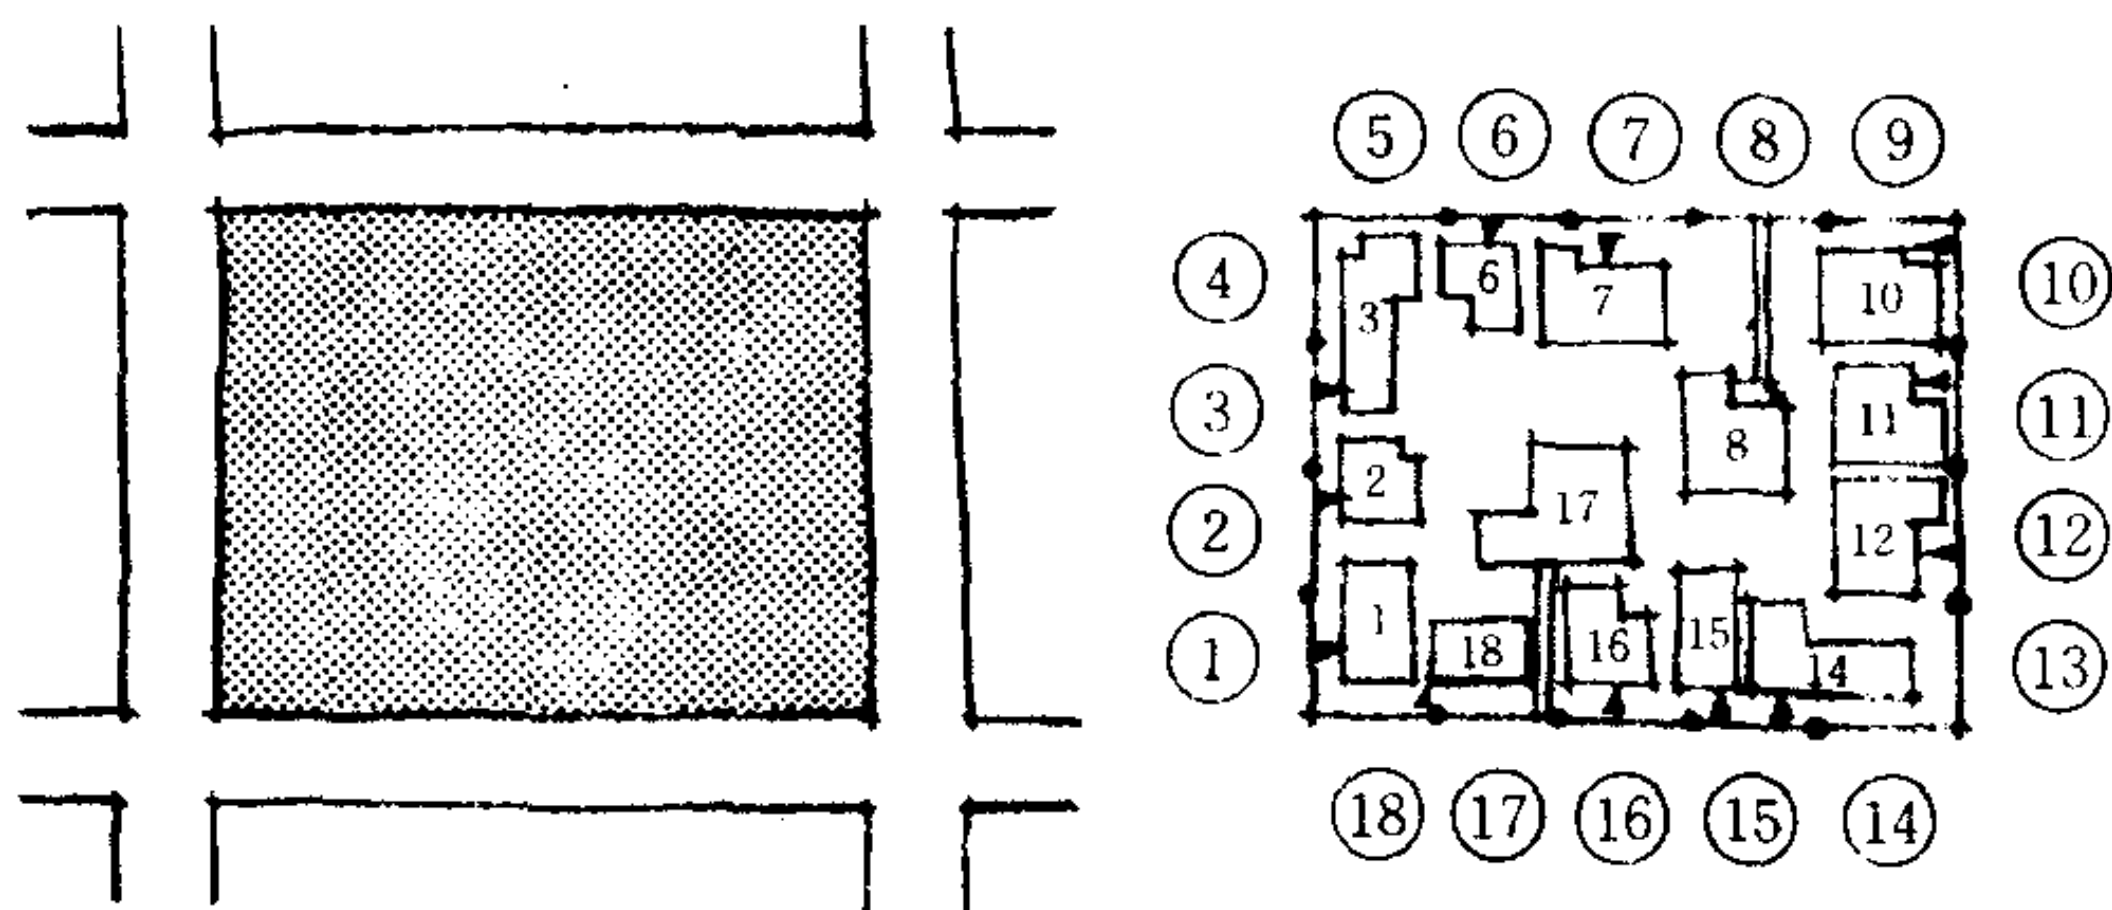 ⑤ ⑥ ⑦ ⑧ ⑨
④ 3 6 7 10 ⑩
③ 2 8 11 ⑪
② 17 12 ⑫
① 1 18 16 15 14 ⑬
⑱ ⑰ ⑯ ⑮ ⑭